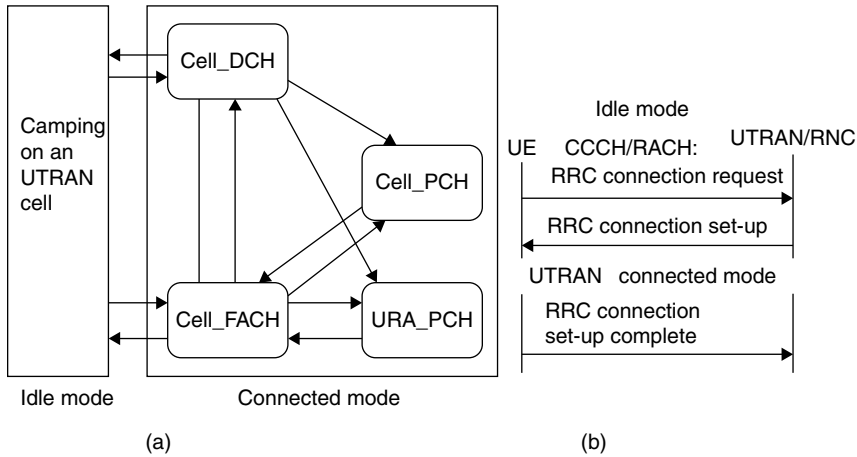 Camping
on an
UTRAN
cell
Cell_DCH
Cell_PCH
Cell_FACH
URA_PCH
Idle mode
Connected mode
(a)
Idle mode
UE CCCH/RACH: UTRAN/RNC
RRC connection request
RRC connection set-up
UTRAN connected mode
RRC connection
set-up complete
(b)